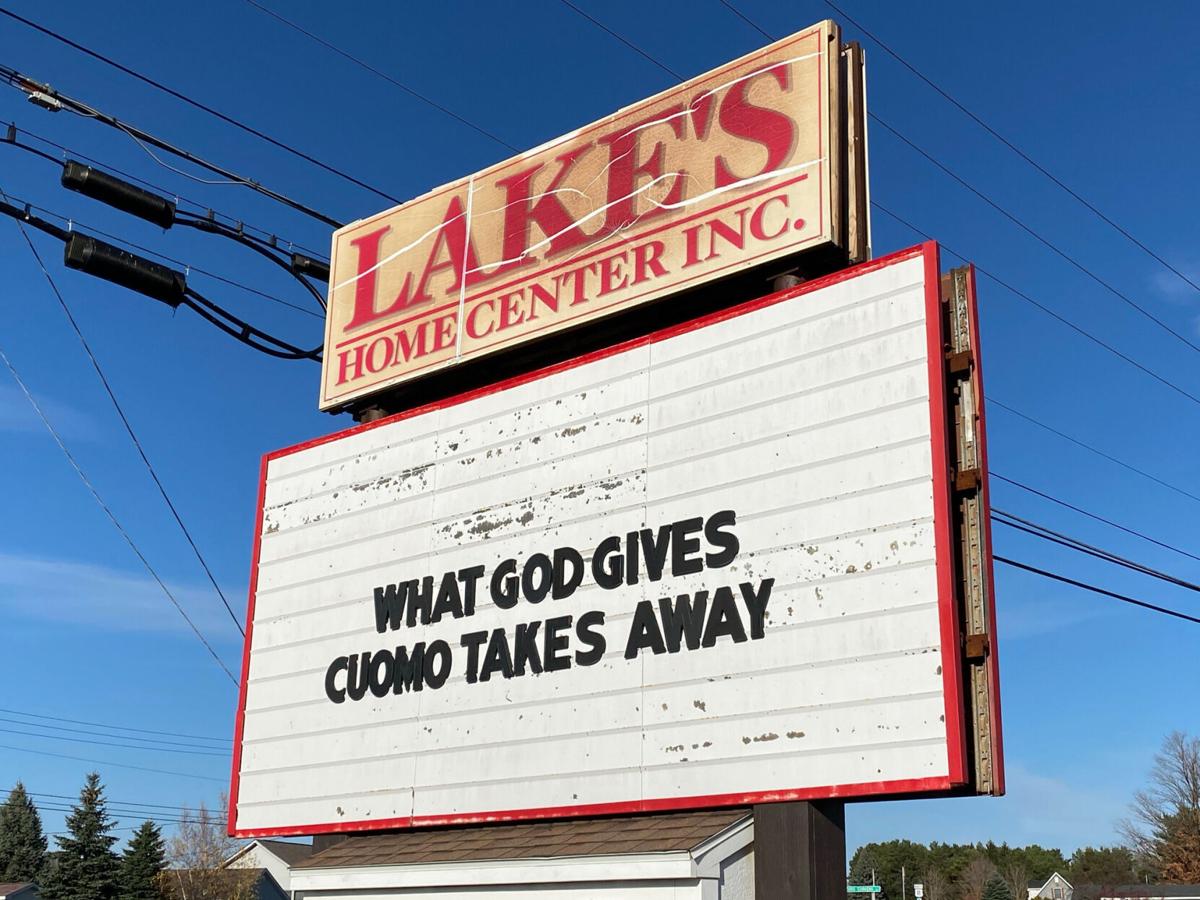 LAKE'S
HOME CENTER INC.
WHAT GOD GIVES
CUOMO TAKES AWAY